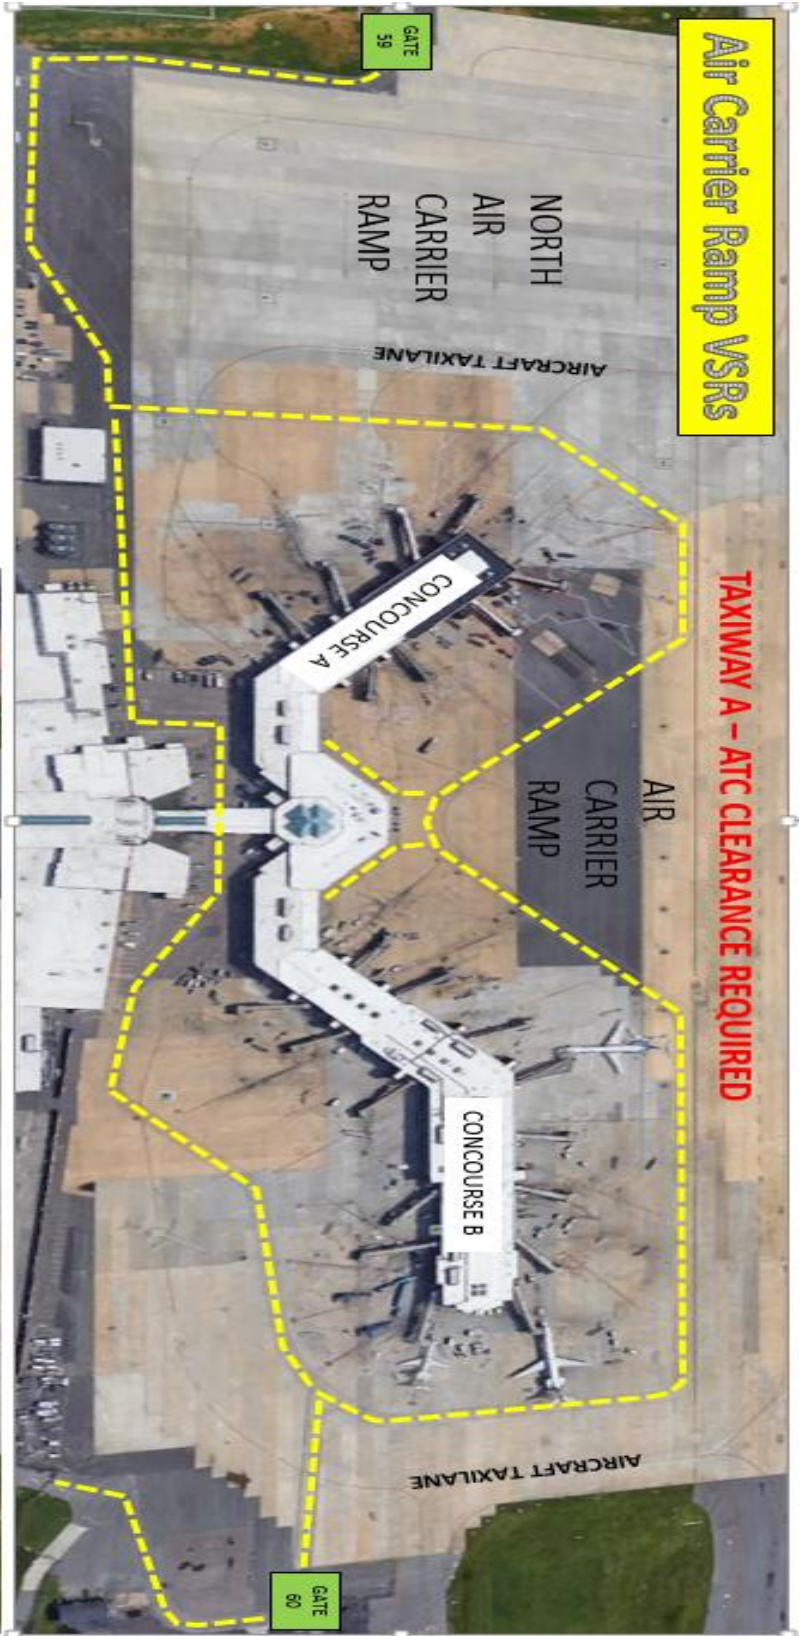 Air Carrier Ramp VSRs
GATE
59
NORTH
AIR
CARRIER
RAMP
AIRCRAFT TAXILANE
TAXIWAY A – ATC CLEARANCE REQUIRED
CONCOURSE A
AIR
CARRIER
RAMP
CONCOURSE B
AIRCRAFT TAXILANE
GATE
60